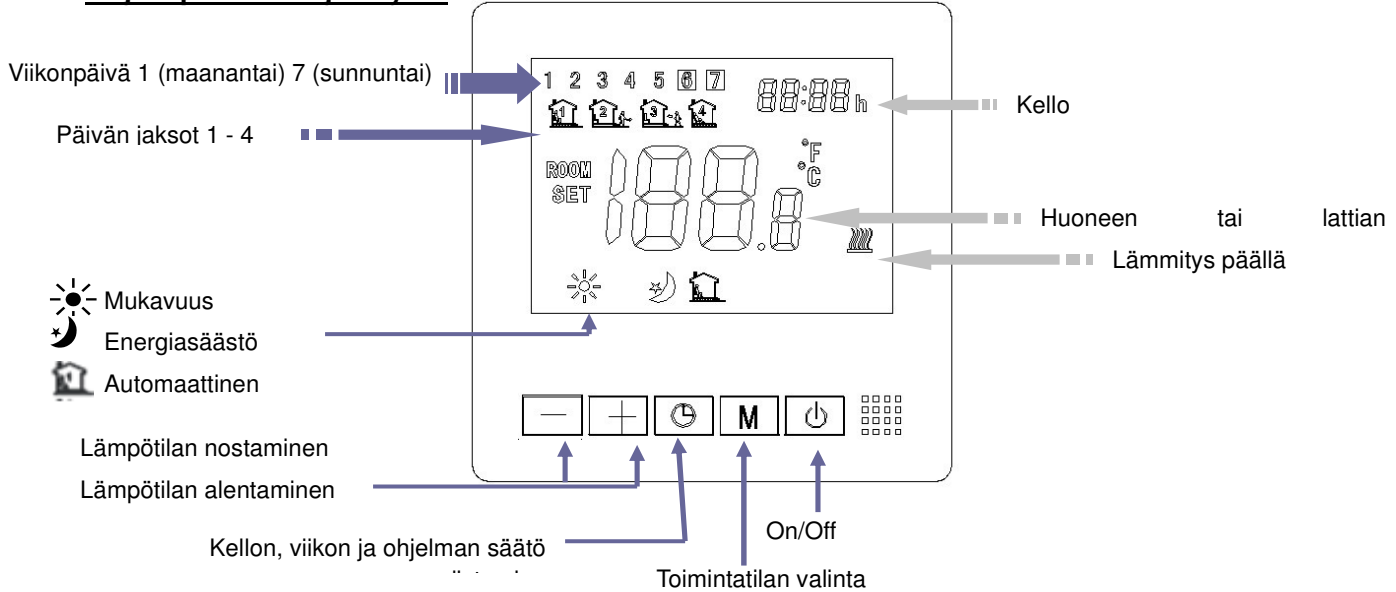 Viikonpäivä 1 (maanantai) 7 (sunnuntai)
1 2 3 4 5 6 7
88:88 h
Kello
1 2 3 4
Päivän jaksot 1 - 4
°F
°C
ROOM
SET
188.8
Huoneen tai lattian
Lämmitys päällä
Mukavuus
Energiasäästö
Automaattinen
M
Lämpötilan nostaminen
Lämpötilan alentaminen
On/Off
Kellon, viikon ja ohjelman säätö
Toimintatilan valinta